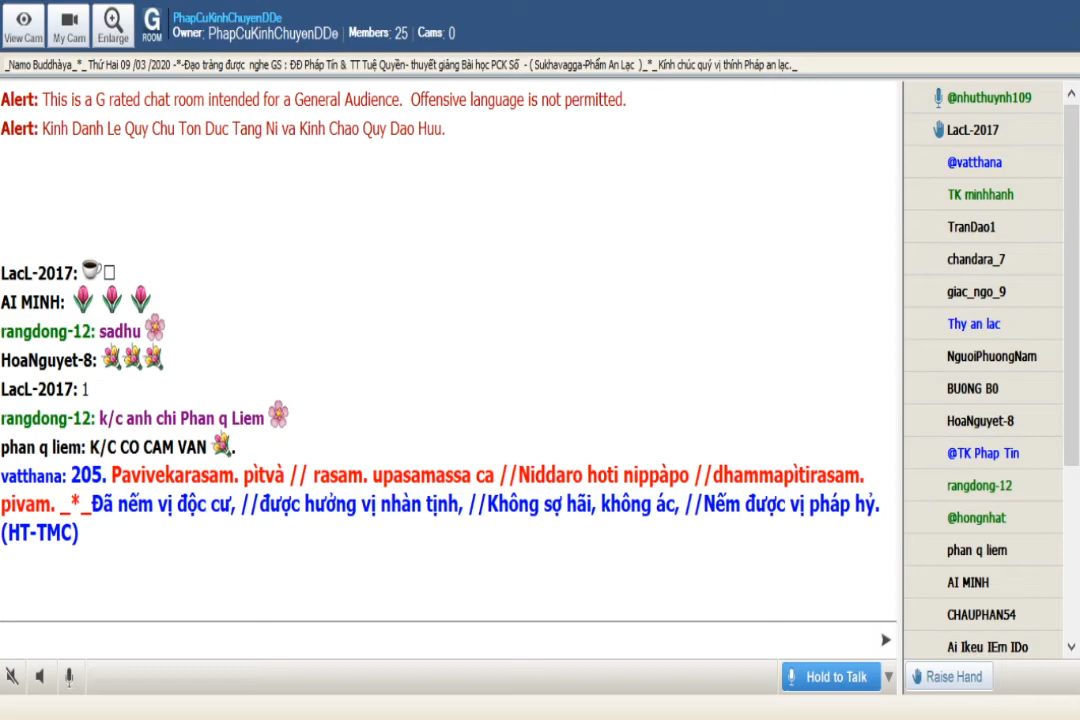 View Cam
My Cam
Enlarge
G
ROOM
PhapCuKinhChuyenDDe
Owner: PhapCuKinhChuyenDDe | Members: 25 | Cams: 0
_Namo Buddhàya_*_ Thứ Hai 09 /03 /2020 -*-Đạo tràng được nghe GS : ĐĐ Pháp Tín & TT Tuệ Quyền- thuyết giảng Bài học PCK Số - ( Sukhavagga-Phẩm An Lạc )_*_Kính chúc quý vị thính Pháp an lạc._
Alert: This is a G rated chat room intended for a General Audience. Offensive language is not permitted.
Alert: Kinh Danh Le Quy Chu Ton Duc Tang Ni va Kinh Chao Quy Dao Huu.
LacL-2017:
AI MINH:
rangdong-12: sadhu
HoaNguyet-8:
LacL-2017: 1
rangdong-12: k/c anh chi Phan q Liem
phan q liem: K/C CO CAM VAN .
vatthana: 205. Pavivekarasam. pìtvà // rasam. upasamassa ca //Niddaro hoti nippàpo //dhammapìtirasam.
pivam. _*_Đã nếm vị độc cư, //được hưởng vị nhàn tịnh, //Không sợ hãi, không ác, //Nếm được vị pháp hỷ.
(HT-TMC)
@nhuthuynh109
LacL-2017
@vatthana
TK minhhanh
TranDao1
chandara_7
giac_ngo_9
Thy an lac
NguoiPhuongNam
BU0NG B0
HoaNguyet-8
@TK Phap Tin
rangdong-12
@hongnhat
phan q liem
AI MINH
CHAUPHAN54
Ai Ikeu IEm IDo
Hold to Talk
Raise Hand